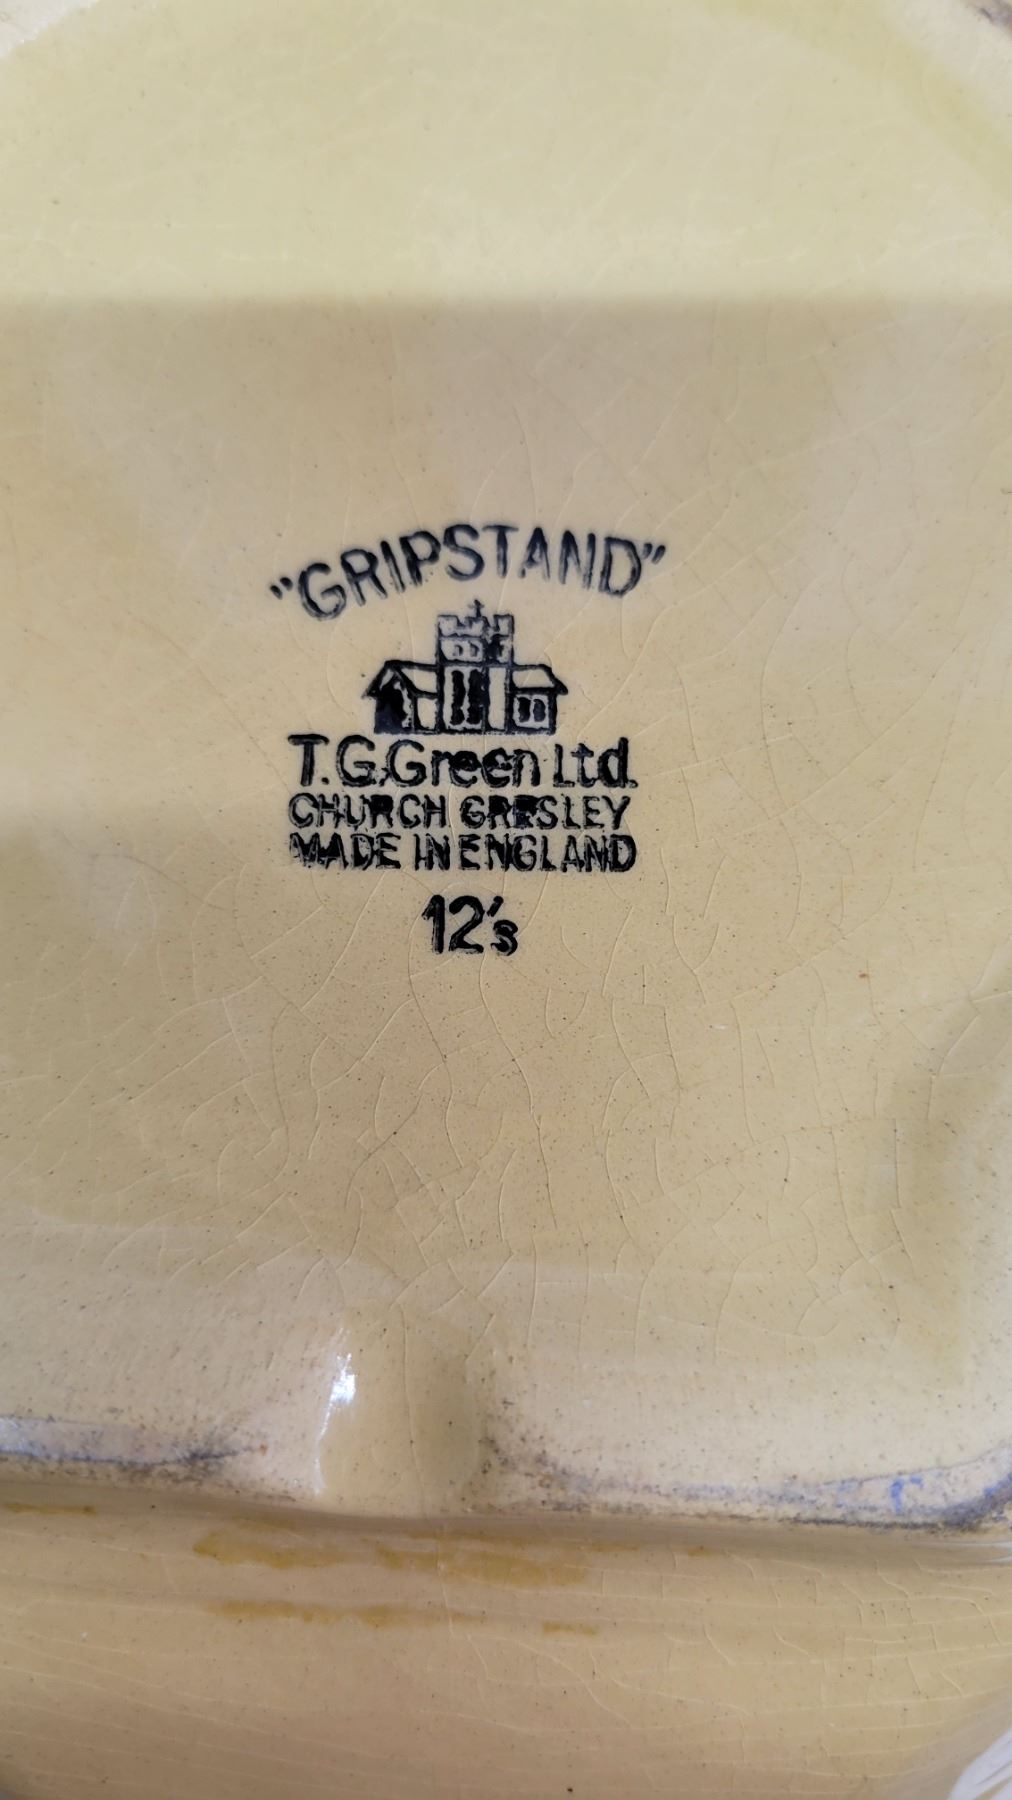 "GRIPSTAND"
T.G.Green Ltd.
CHURCH GRESLEY
MADE IN ENGLAND
12's